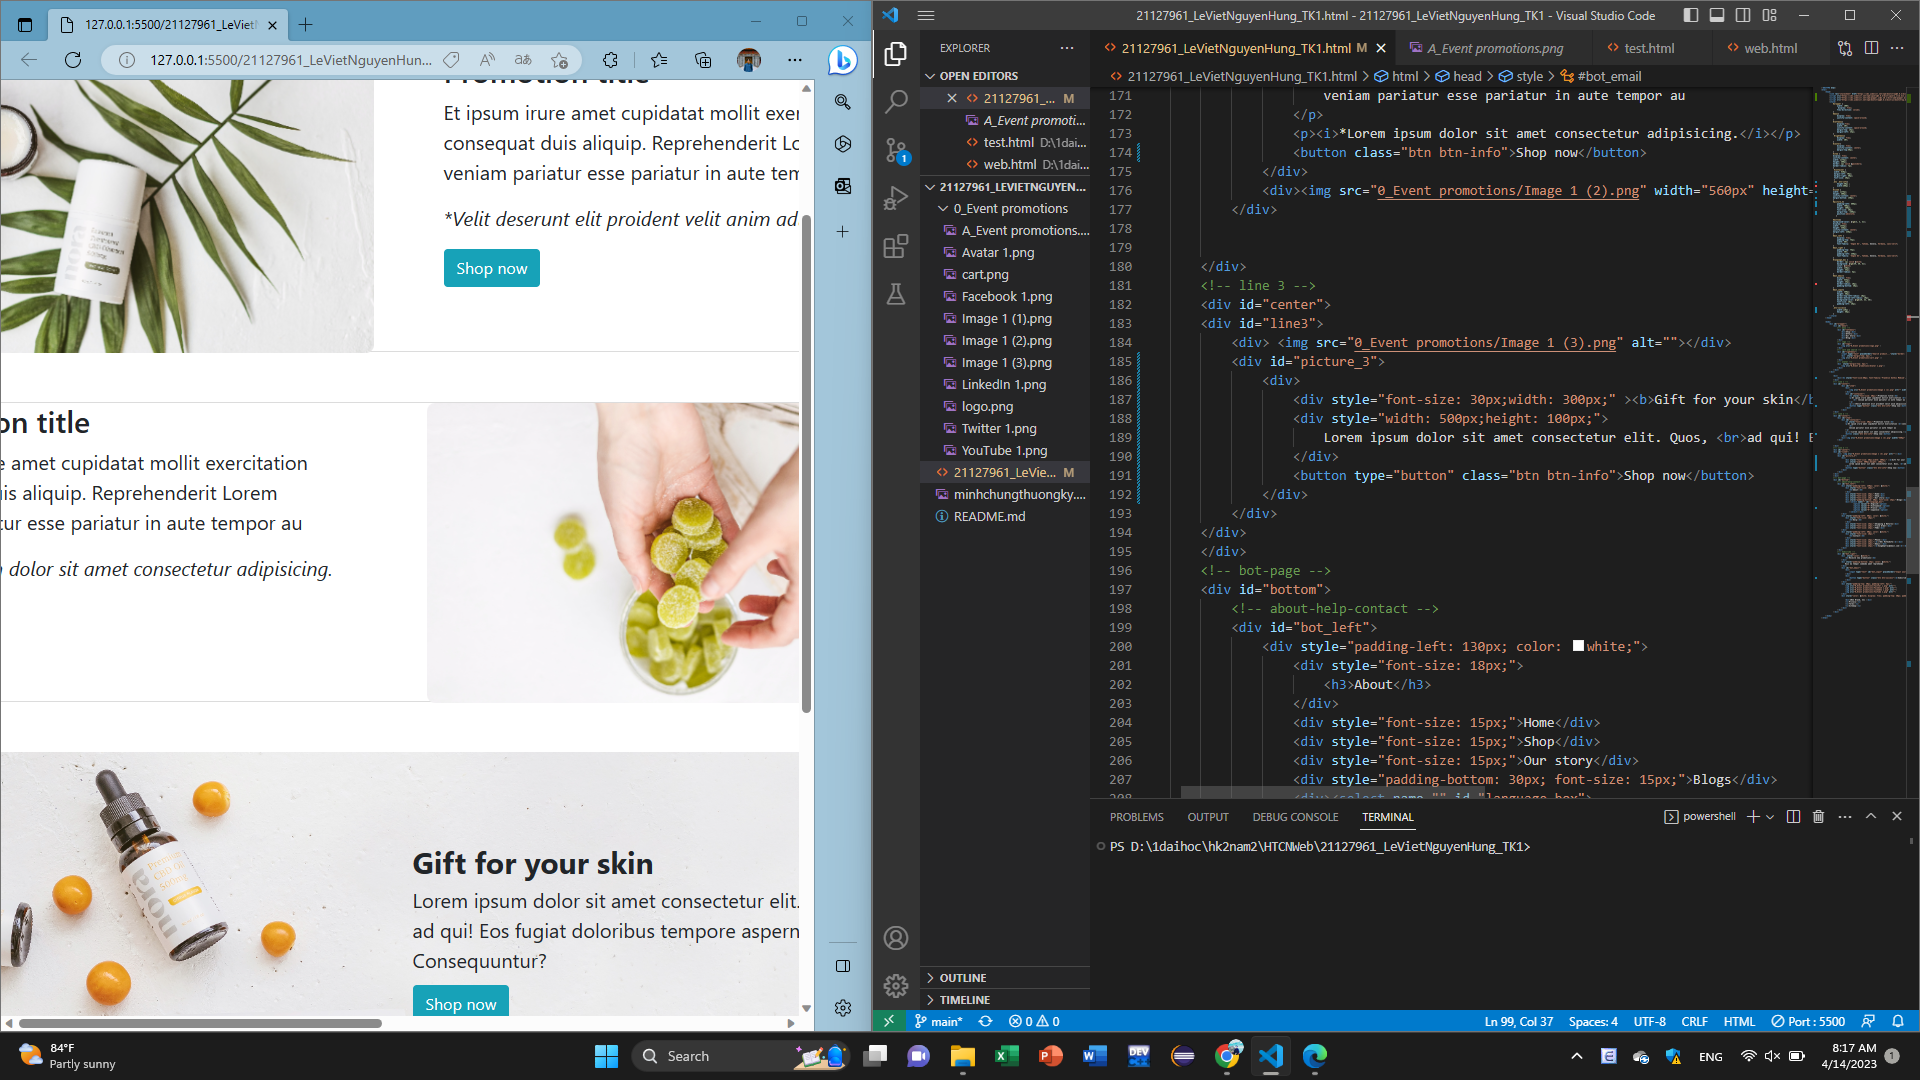 127.0.0.1:5500/21127961_LeVietN
127.0.0.1:5500/21127961_LeVietNguyenHun...
Promotion title
Et ipsum irure amet cupidatat mollit exer
consequat duis aliquip. Reprehenderit Lo
veniam pariatur esse pariatur in aute tem
*Velit deserunt elit proident velit anim ad
Shop now
on title
e amet cupidatat mollit exercitation
is aliquip. Reprehenderit Lorem
ur esse pariatur in aute tempor au
dolor sit amet consectetur adipisicing.
Gift for your skin
Lorem ipsum dolor sit amet consectetur elit.
ad qui! Eos fugiat doloribus tempore aspern
Consequuntur?
Shop now
21127961_LeVietNguyenHung_TK1.html - 21127961_LeVietNguyenHung_TK1 - Visual Studio Code
EXPLORER
OPEN EDITORS
21127961_... M
A_Event promoti...
test.html D:\1dai...
web.html D:\1dai...
21127961_LEVIETNGUYEN...
0_Event promotions
A_Event promotions....
Avatar 1.png
cart.png
Facebook 1.png
Image 1 (1).png
Image 1 (2).png
Image 1 (3).png
LinkedIn 1.png
logo.png
Twitter 1.png
YouTube 1.png
21127961_LeVie... M
minhchungthuongky....
README.md
OUTLINE
TIMELINE
1
21127961_LeVietNguyenHung_TK1.html M
A_Event promotions.png
test.html
web.html
21127961_LeVietNguyenHung_TK1.html > html > head > style > #bot_email
171 veniam pariatur esse pariatur in aute tempor au
172 </p>
173 <p><i>*Lorem ipsum dolor sit amet consectetur adipisicing.</i></p>
174 <button class="btn btn-info">Shop now</button>
175 </div>
176 <div><img src="0_Event promotions/Image 1 (2).png" width="560px" height=
177 </div>
178
179
180 </div>
181 <!-- line 3 -->
182 <div id="center">
183 <div id="line3">
184 <div> <img src="0_Event promotions/Image 1 (3).png" alt=""></div>
185 <div id="picture_3">
186 <div>
187 <div style="font-size: 30px;width: 300px;" ><b>Gift for your skin</b
188 <div style="width: 500px;height: 100px;">
189 Lorem ipsum dolor sit amet consectetur elit. Quos, <br>ad qui! E
190 </div>
191 <button type="button" class="btn btn-info">Shop now</button>
192 </div>
193 </div>
194 </div>
195 </div>
196 <!-- bot-page -->
197 <div id="bottom">
198 <!-- about-help-contact -->
199 <div id="bot_left">
200 <div style="padding-left: 130px; color: white;">
201 <div style="font-size: 18px;">
202 <h3>About</h3>
203 </div>
204 <div style="font-size: 15px;">Home</div>
205 <div style="font-size: 15px;">Shop</div>
206 <div style="font-size: 15px;">Our story</div>
207 <div style="padding-bottom: 30px; font-size: 15px;">Blogs</div>
208 <div><select name="" id="language_box">
PROBLEMS OUTPUT DEBUG CONSOLE TERMINAL
powershell
PS D:\1daihoc\hk2nam2\HTCNWeb\21127961_LeVietNguyenHung_TK1>
main* 0 0
Ln 99, Col 37 Spaces: 4 UTF-8 CRLF HTML Port : 5500
84°F
Partly sunny
Search
DEV
ENG
8:17 AM
4/14/2023
1